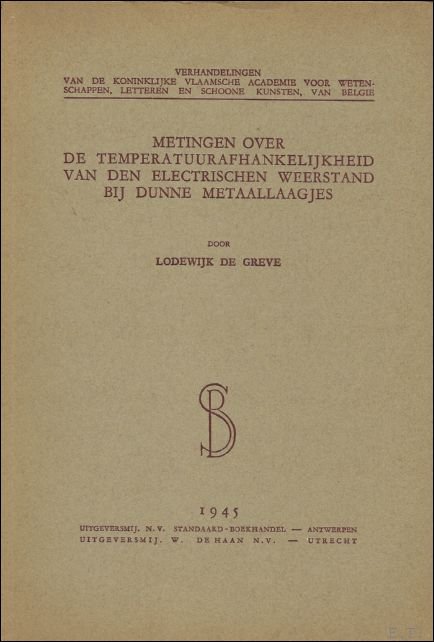 VERHANDELINGEN
VAN DE KONINKLIJKE VLAAMSCHE ACADEMIE VOOR WETEN-
SCHAPPEN, LETTEREN EN SCHOONE KUNSTEN, VAN BELGIE
METINGEN OVER
DE TEMPERATUURAFHANKELIJKHEID
VAN DEN ELECTRISCHEN WEERSTAND
BIJ DUNNE METAALLAAGJES
DOOR
LODEWIJK DE GREVE
SB
1945
UITGEVERSMIJ. N.V. STANDAARD-BOEKHANDEL — ANTWERPEN
UITGEVERSMIJ. W. DE HAAN N.V. — UTRECHT